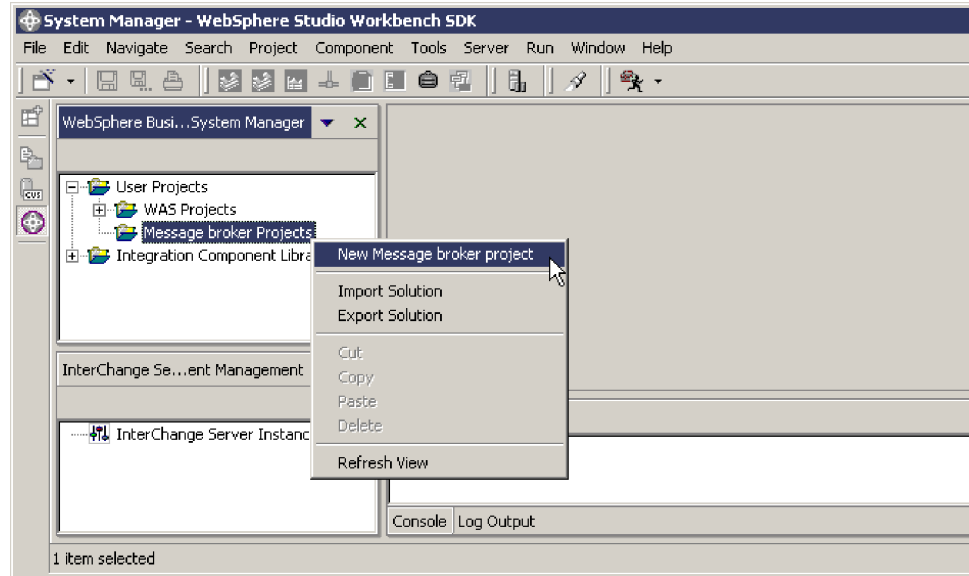 System Manager - WebSphere Studio Workbench SDK
File Edit Navigate Search Project Component Tools Server Run Window Help
WebSphere Busi...System Manager
User Projects
WAS Projects
Message broker Projects
Integration Component Libra
New Message broker project
Import Solution
Export Solution
Cut
Copy
Paste
Delete
Refresh View
InterChange Se...ent Management
InterChange Server Instanc
Console Log Output
1 item selected
CUS